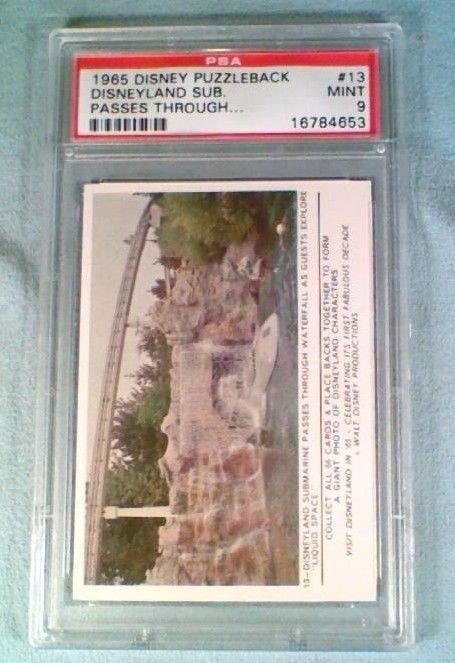 PSA
1965 DISNEY PUZZLEBACK #13
DISNEYLAND SUB. MINT
PASSES THROUGH... 9
16784653
13-DISNEYLAND SUBMARINE PASSES THROUGH WATERFALL AS GUESTS EXPLORE
"LIQUID SPACE"
COLLECT ALL 66 CARDS & PLACE BACKS TOGETHER TO FORM
A GIANT PHOTO OF DISNEYLAND CHARACTERS
VISIT DISNEYLAND IN '65 - CELEBRATING ITS FIRST FABULOUS DECADE
© WALT DISNEY PRODUCTIONS